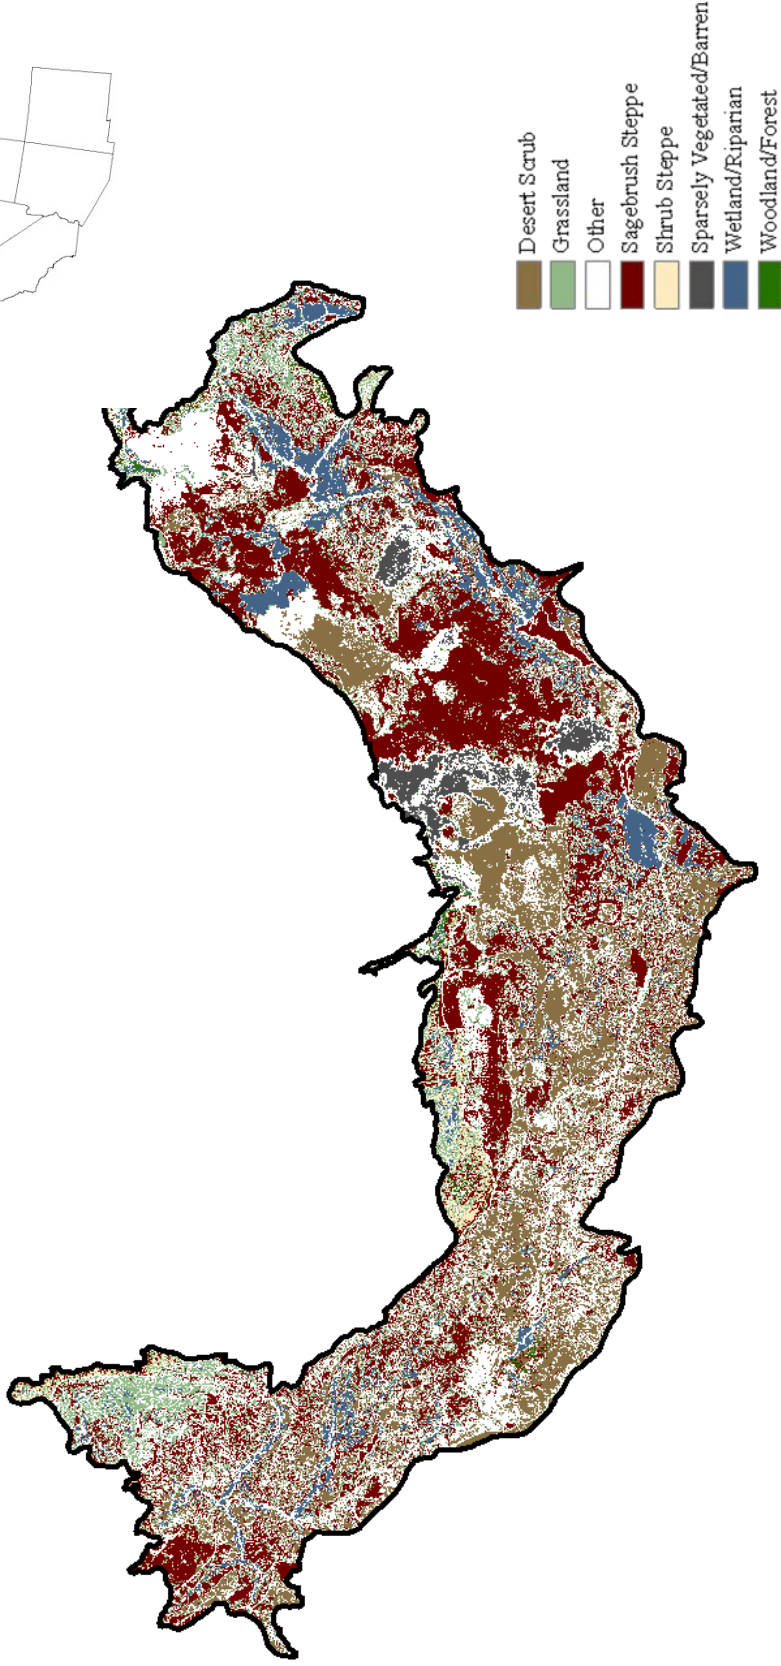 Desert Scrub
Grassland
Other
Sagebrush Steppe
Shrub Steppe
Sparsely Vegetated/Barren
Wetland/Riparian
Woodland/Forest